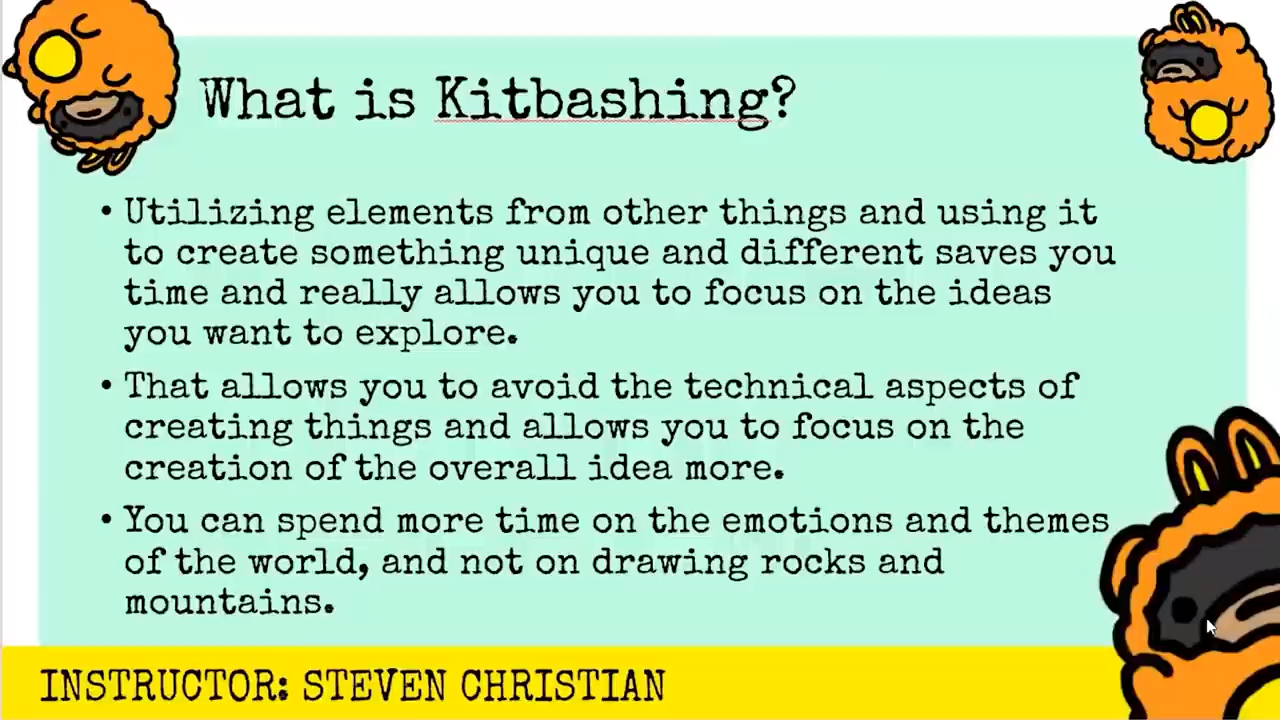 What is Kitbashing?
• Utilizing elements from other things and using it
to create something unique and different saves you
time and really allows you to focus on the ideas
you want to explore.
• That allows you to avoid the technical aspects of
creating things and allows you to focus on the
creation of the overall idea more.
• You can spend more time on the emotions and themes
of the world, and not on drawing rocks and
mountains.
INSTRUCTOR: STEVEN CHRISTIAN